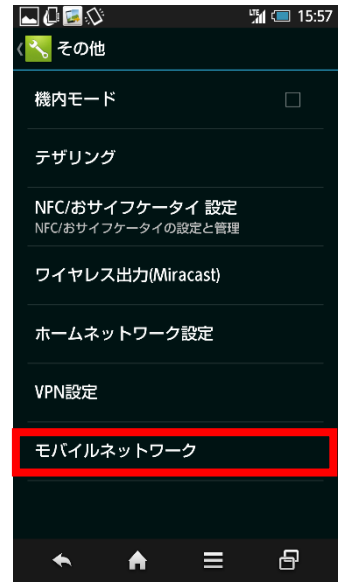 LTE 15:57
その他
機内モード
テザリング
NFC/おサイフケータイ 設定
NFC/おサイフケータイの設定と管理
ワイヤレス出力(Miracast)
ホームネットワーク設定
VPN設定
モバイルネットワーク